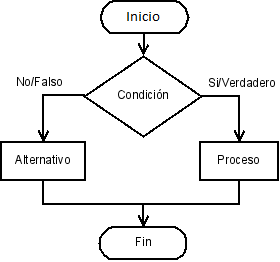 Inicio
No/Falso
Si/Verdadero
Condición
Alternativo
Proceso
Fin